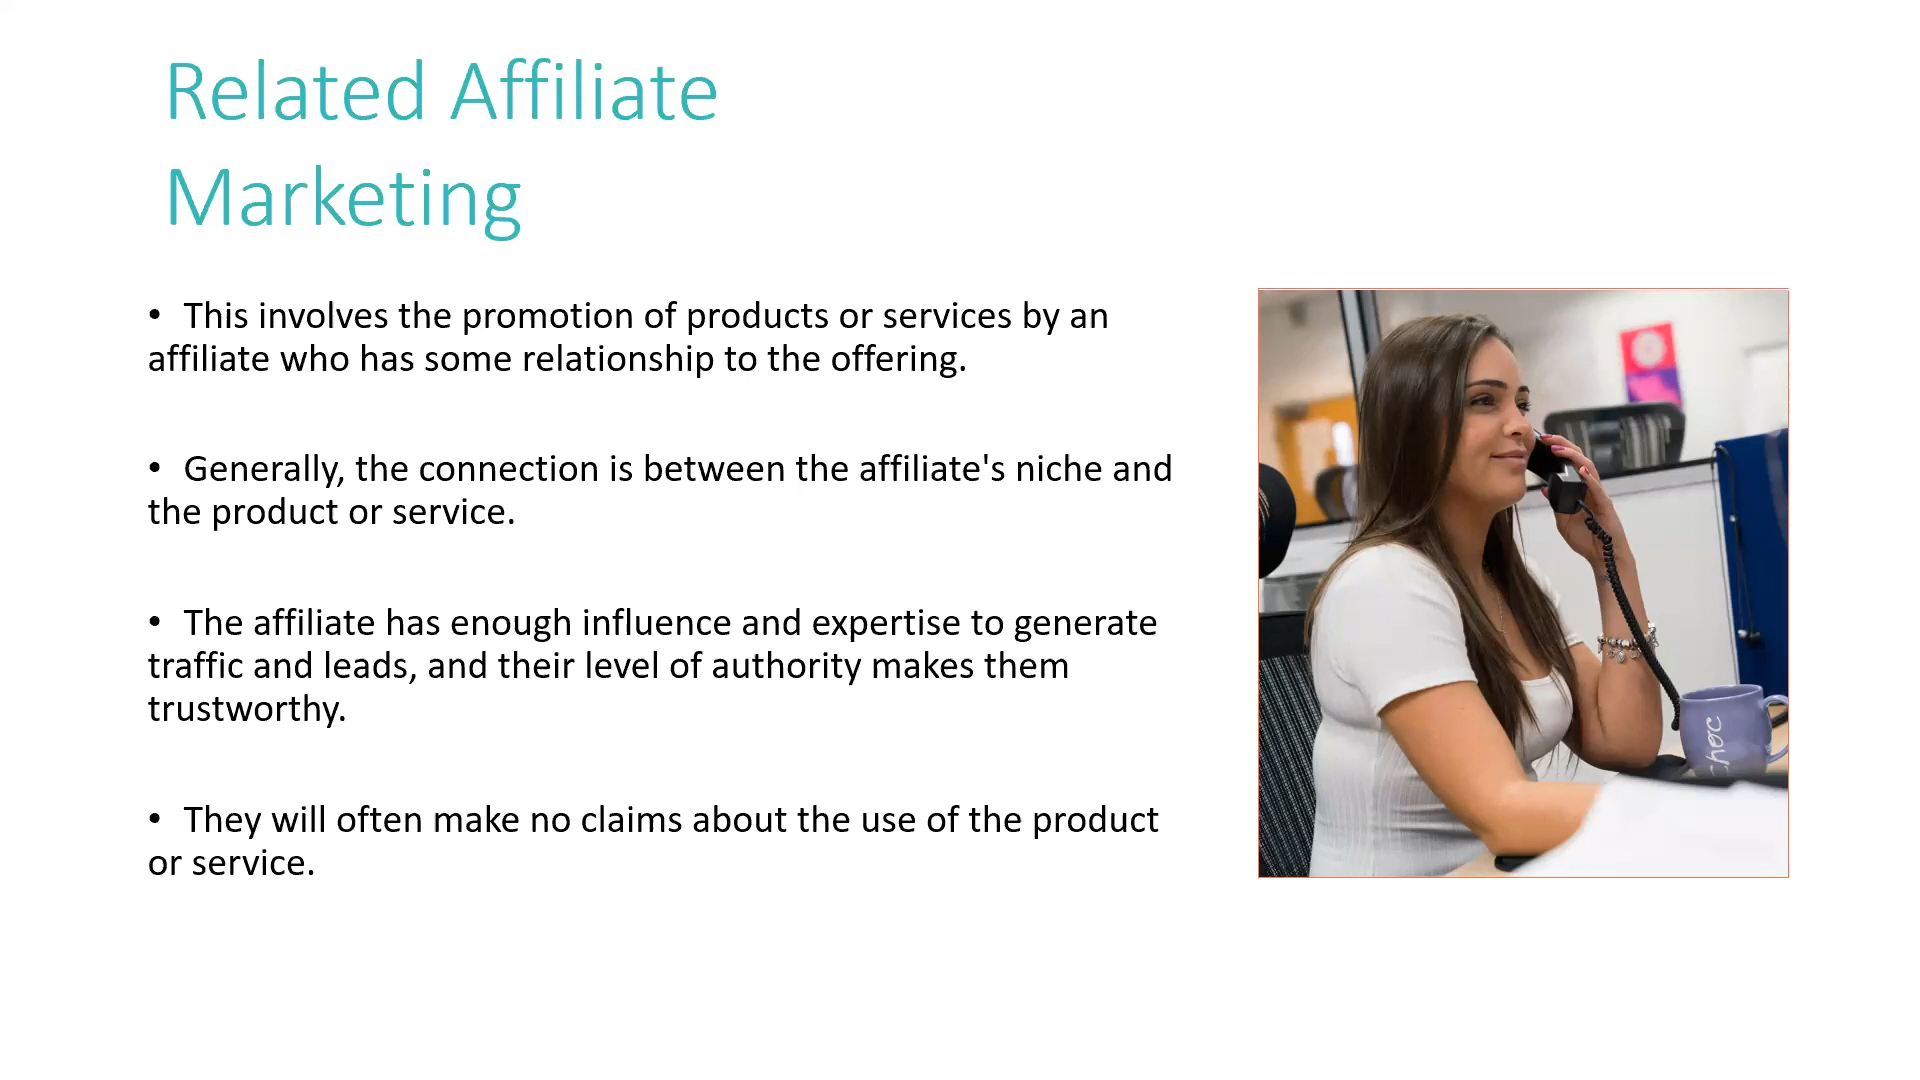 Related Affiliate
Marketing
• This involves the promotion of products or services by an
affiliate who has some relationship to the offering.
• Generally, the connection is between the affiliate's niche and
the product or service.
• The affiliate has enough influence and expertise to generate
traffic and leads, and their level of authority makes them
trustworthy.
• They will often make no claims about the use of the product
or service.